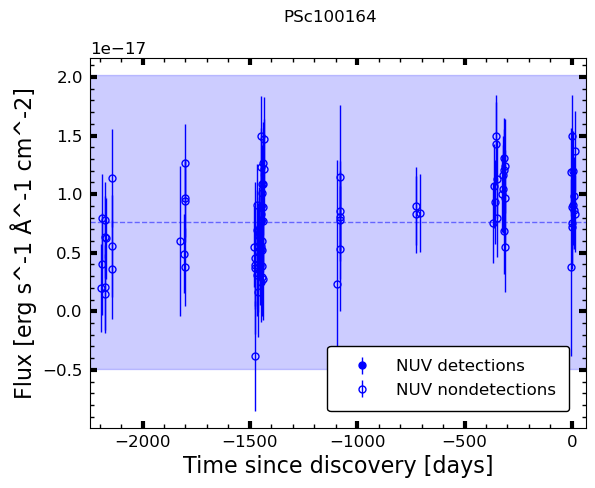 PSc100164
1e−17
2.0
1.5
1.0
0.5
0.0
−0.5
Flux [erg s^-1 Å^-1 cm^-2]
NUV detections
NUV nondetections
−2000 −1500 −1000 −500 0
Time since discovery [days]